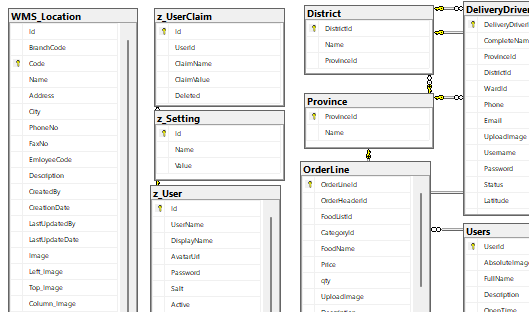 WMS_Location
Id
BranchCode
Code
Name
Address
City
PhoneNo
FaxNo
EmloyeeCode
Description
CreatedBy
CreationDate
LastUpdatedBy
LastUpdateDate
Image
Left_Image
Top_Image
Column_Image
z_UserClaim
Id
UserId
ClaimName
ClaimValue
Deleted
z_Setting
Id
Name
Value
z_User
Id
UserName
DisplayName
AvatarUrl
Password
Salt
Active
District
DistrictId
Name
ProvinceId
Province
ProvinceId
Name
OrderLine
OrderLineId
OrderHeaderId
FoodListId
CategoryId
FoodName
Price
qty
UploadImage
DeliveryDriver
DeliveryDriverI
CompleteName
ProvinceId
DistrictId
WardId
Phone
Email
UploadImage
Username
Password
Status
Latitude
Users
UserId
AbsoluteImag
FullName
Description